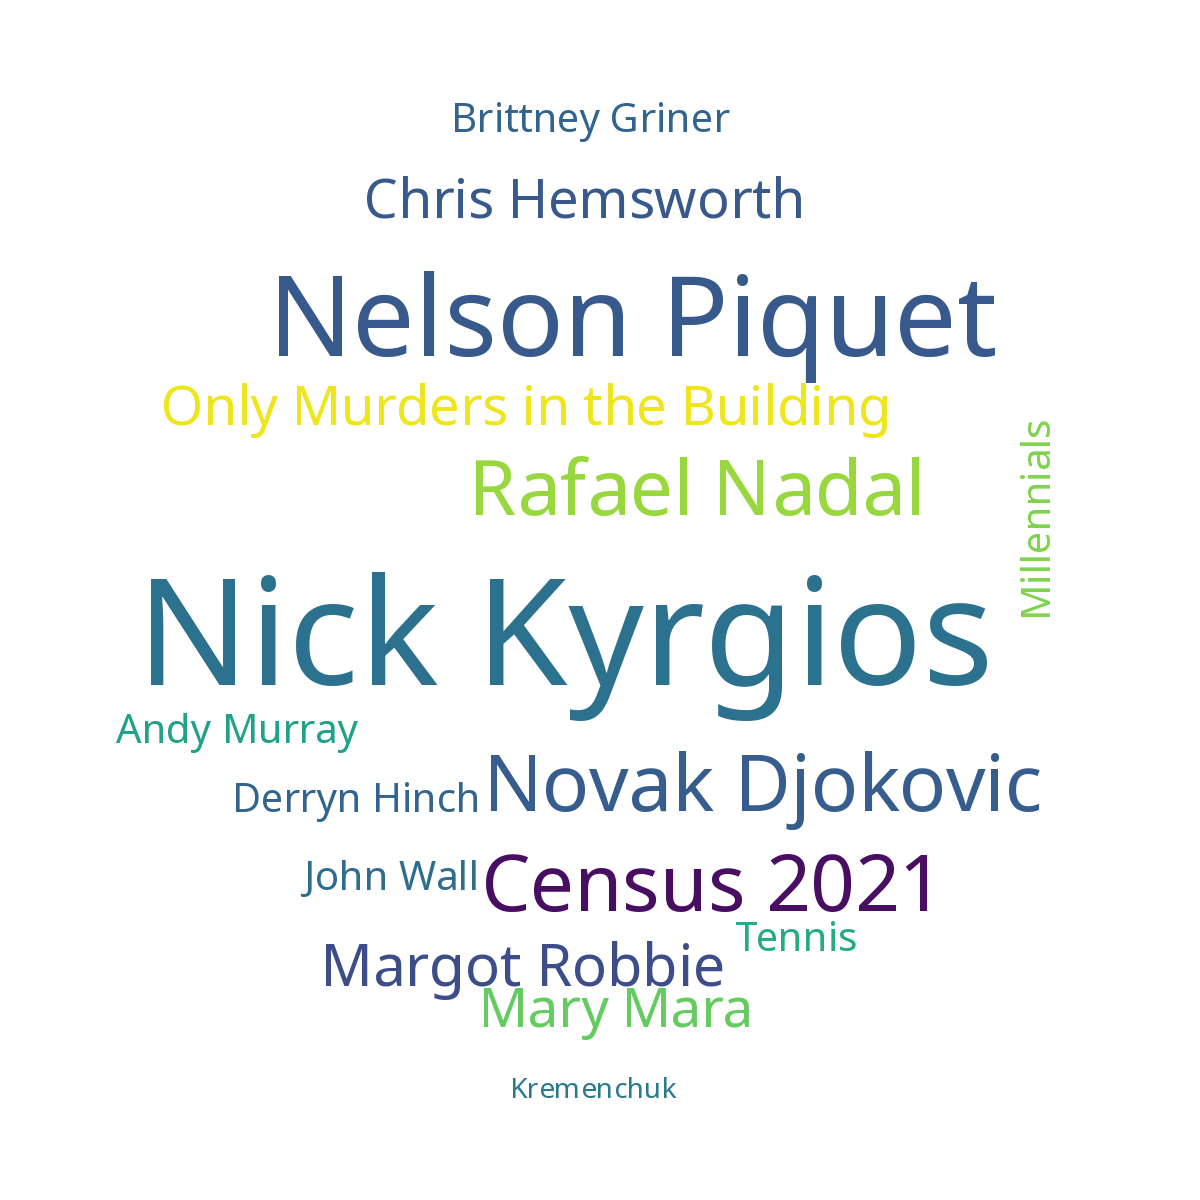 Brittney Griner
Chris Hemsworth
Nelson Piquet
Only Murders in the Building
Rafael Nadal
Millennials
Nick Kyrgios
Andy Murray
Novak Djokovic
Derryn Hinch
John Wall
Census 2021
Tennis
Margot Robbie
Mary Mara
Kremenchuk